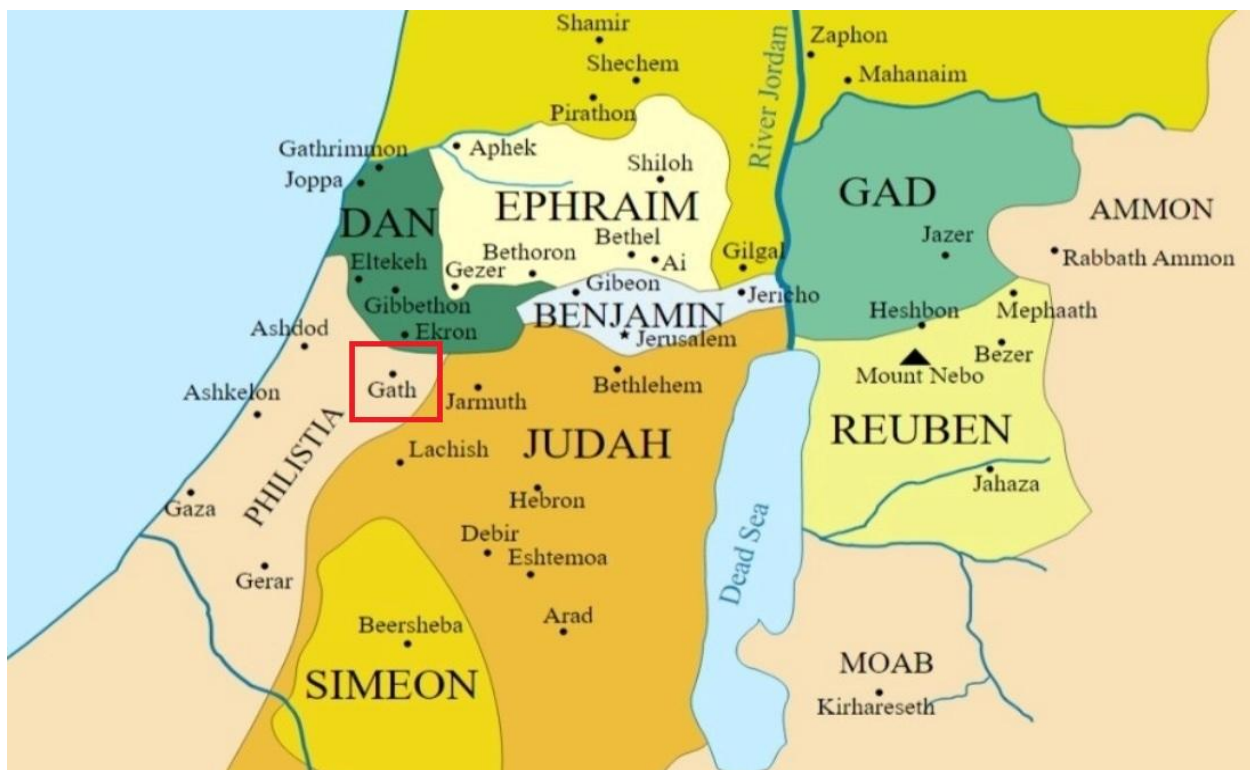 Shamir
Zaphon
Shechem
Mahanaim
River Jordan
Pirathon
Gathrimmon
Aphek
Joppa
Shiloh
GAD
DAN
EPHRAIM
AMMON
Jazer
Bethel
Bethoron
Gilgal
Rabbath Ammon
Eltekeh
Gezer
Ai
Gibeon
Jericho
Gibbethon
BENJAMIN
Heshbon
Mephaath
Ashdod
Ekron
Jerusalem
Bezer
Mount Nebo
Gath
Bethlehem
Ashkelon
Jarmuth
REUBEN
JUDAH
Lachish
PHILISTIA
Jahaza
Hebron
Gaza
Debir
Eshtemoa
Dead Sea
Gerar
Arad
Beersheba
MOAB
SIMEON
Kirhareseth